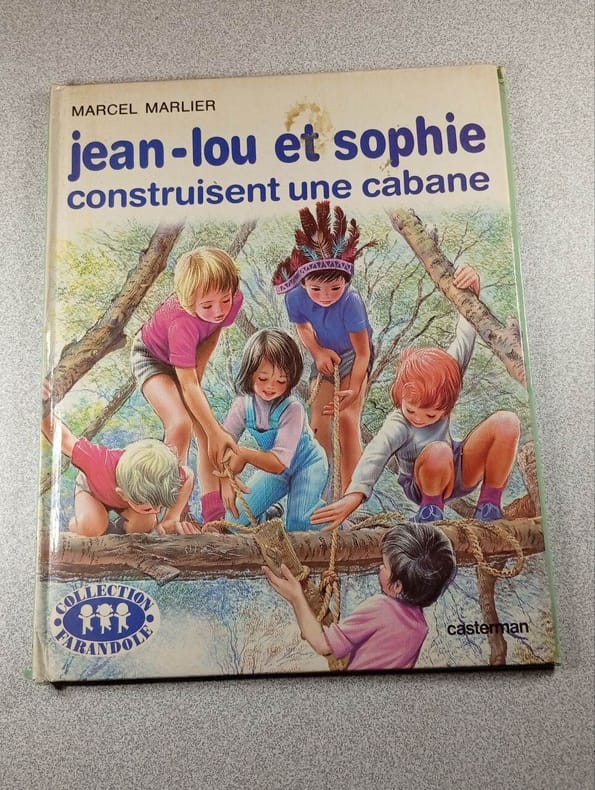 MARCEL MARLIER
jean-lou et sophie
construisent une cabane
COLLECTION
FARANDOLE
casterman